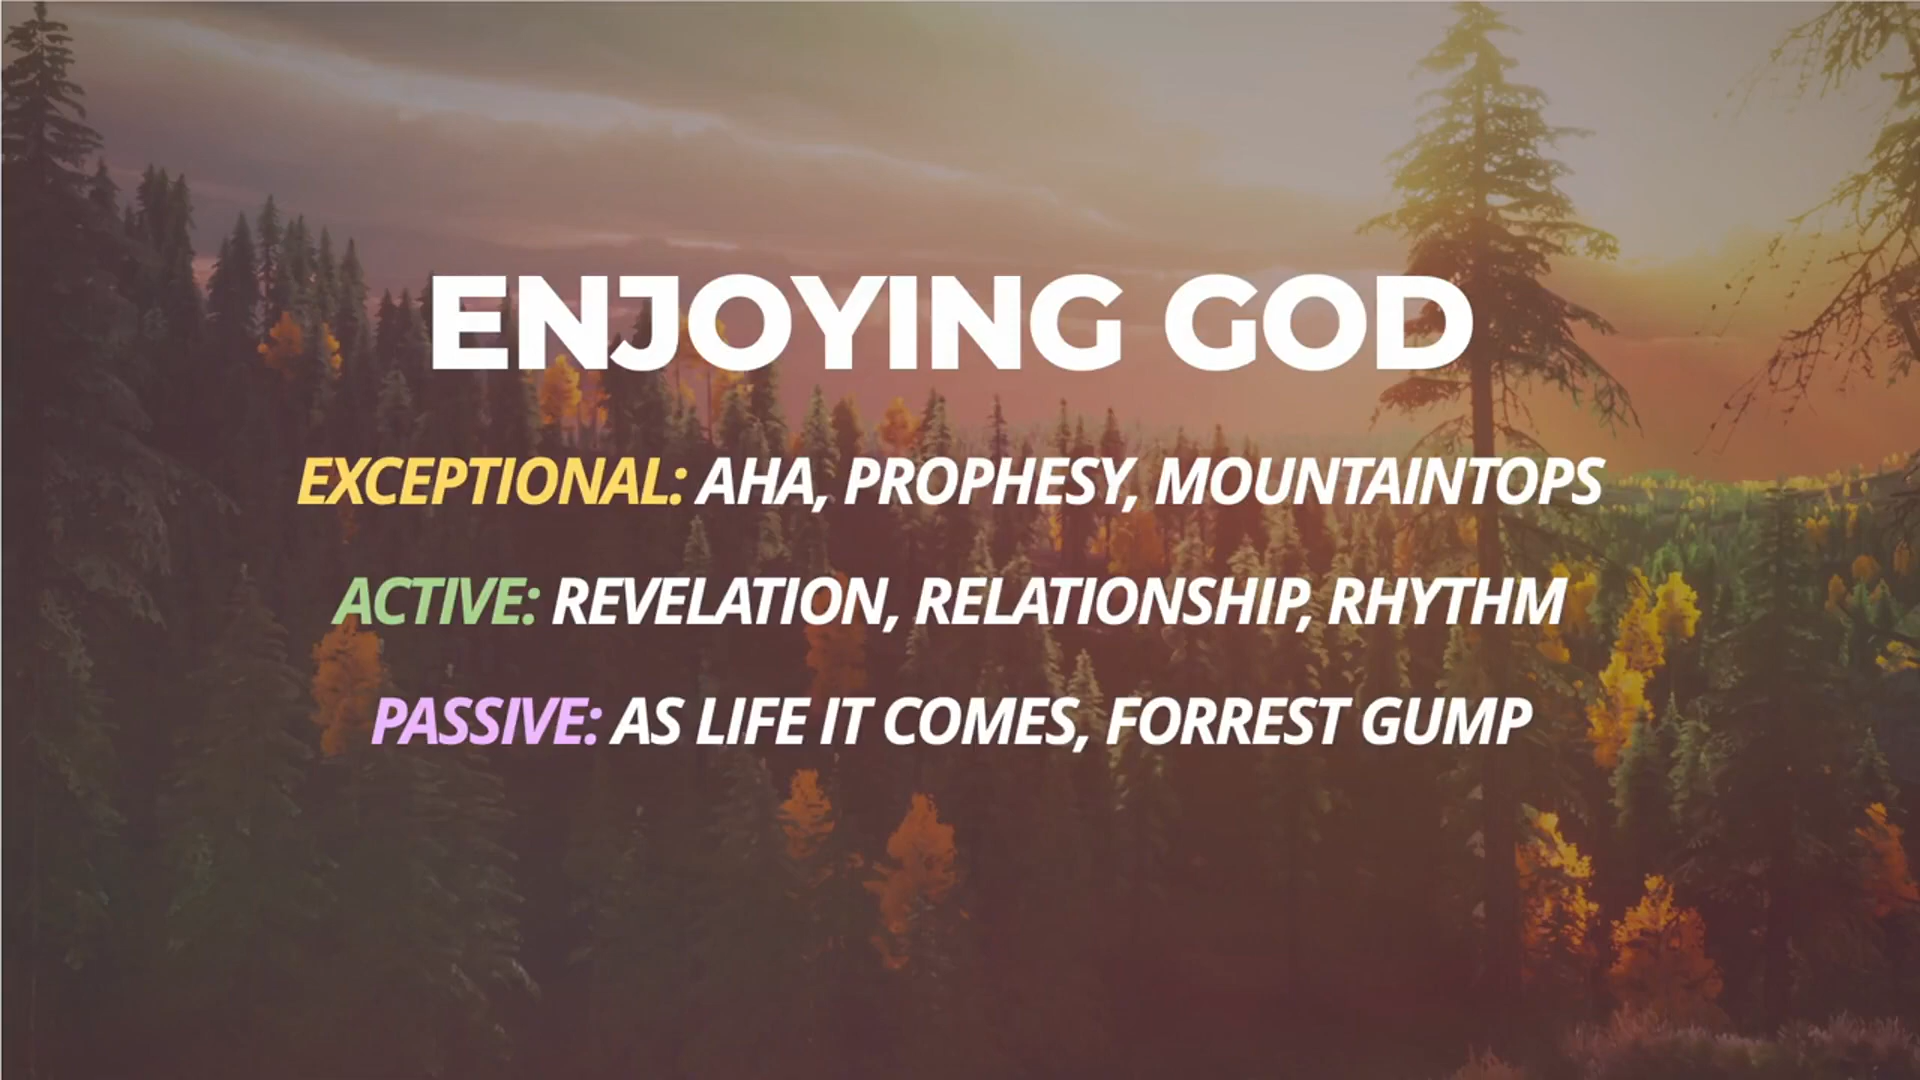 ENJOYING GOD
EXCEPTIONAL: AHA, PROPHESY, MOUNTAINTOPS
ACTIVE: REVELATION, RELATIONSHIP, RHYTHM
PASSIVE: AS LIFE IT COMES, FORREST GUMP